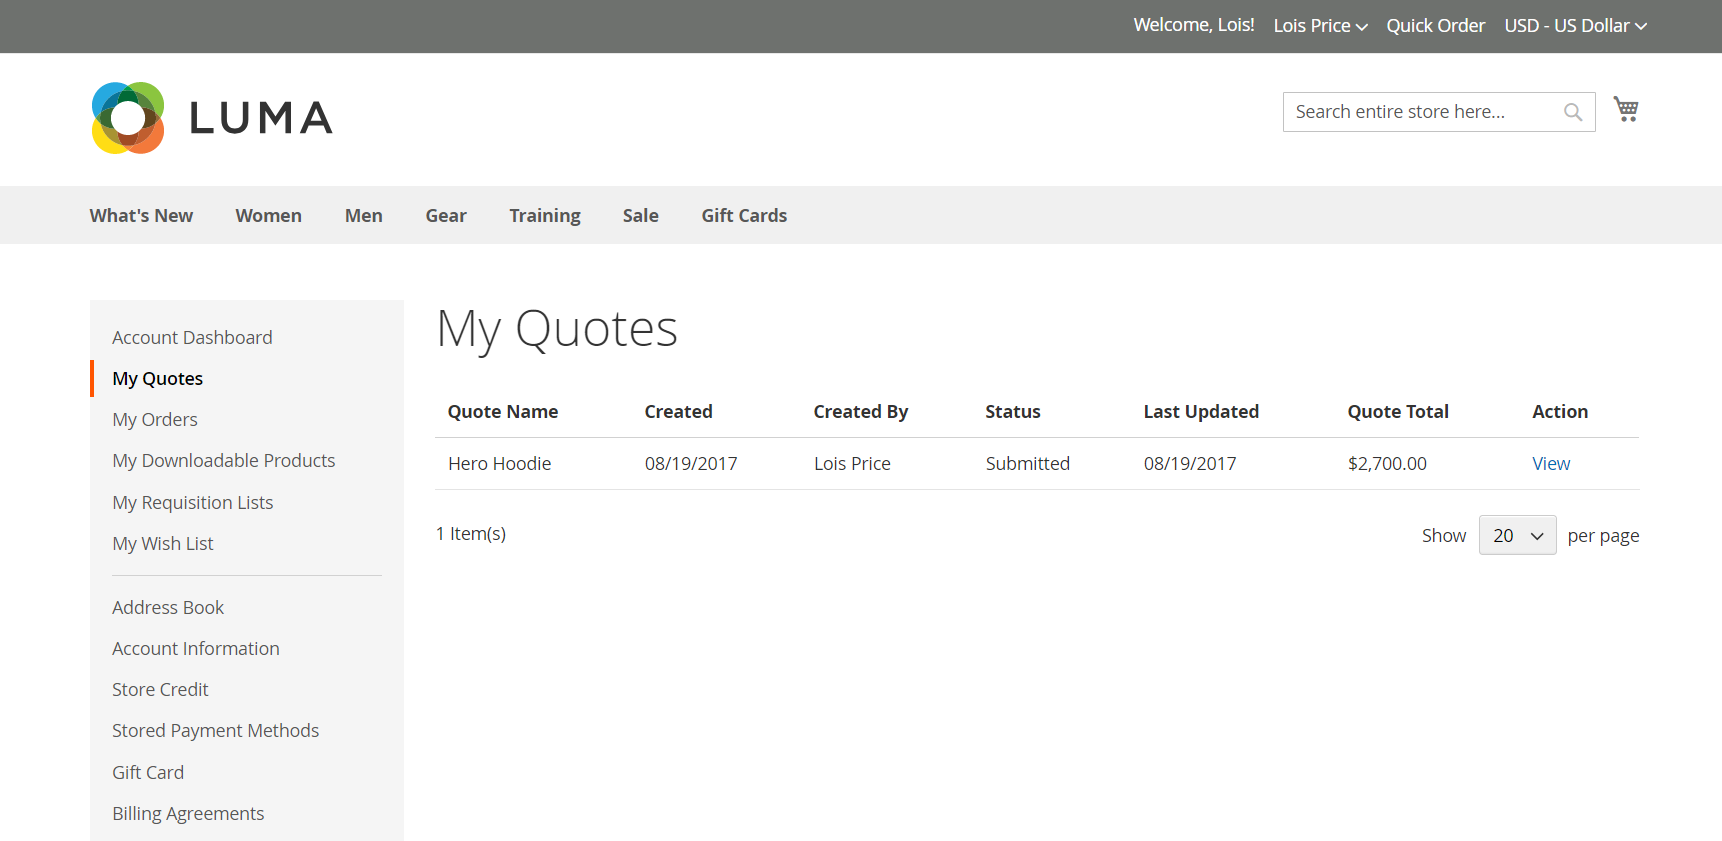 Welcome, Lois! Lois Price Quick Order USD - US Dollar
LUMA
Search entire store here...
What's New Women Men Gear Training Sale Gift Cards
Account Dashboard
My Quotes
My Orders
My Downloadable Products
My Requisition Lists
My Wish List
Address Book
Account Information
Store Credit
Stored Payment Methods
Gift Card
Billing Agreements
My Quotes
Quote Name Created Created By Status Last Updated Quote Total Action
Hero Hoodie 08/19/2017 Lois Price Submitted 08/19/2017 $2,700.00 View
1 Item(s)
Show 20 per page